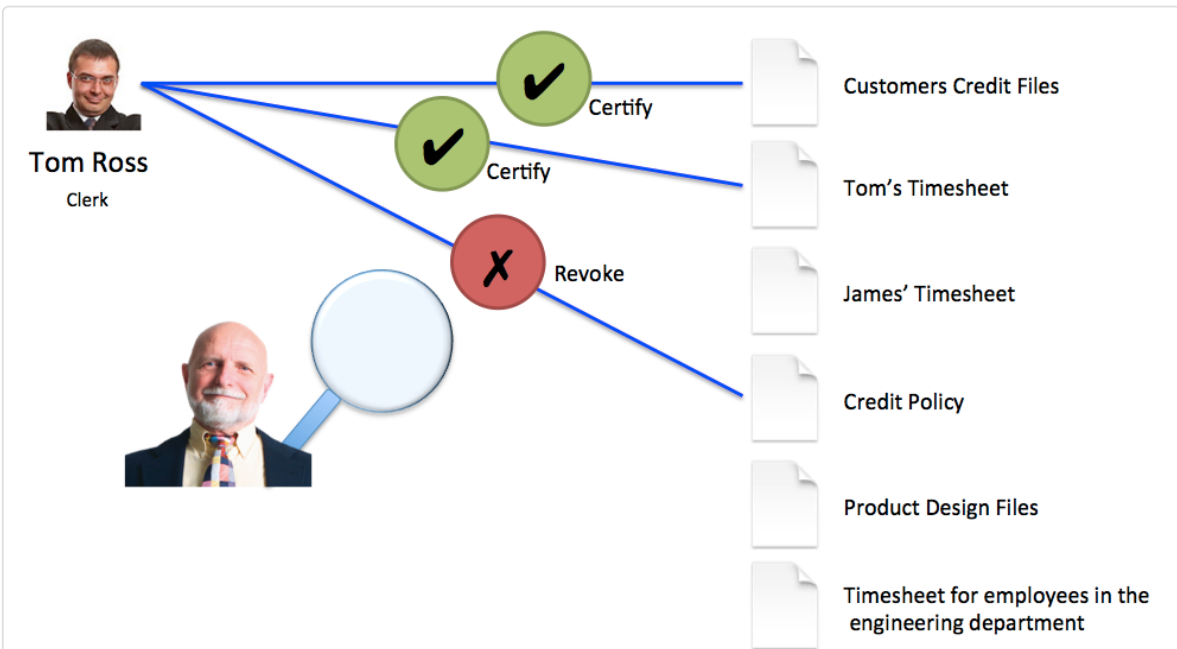 Tom Ross
Clerk
Certify
Certify
Revoke
Customers Credit Files
Tom’s Timesheet
James’ Timesheet
Credit Policy
Product Design Files
Timesheet for employees in the
engineering department